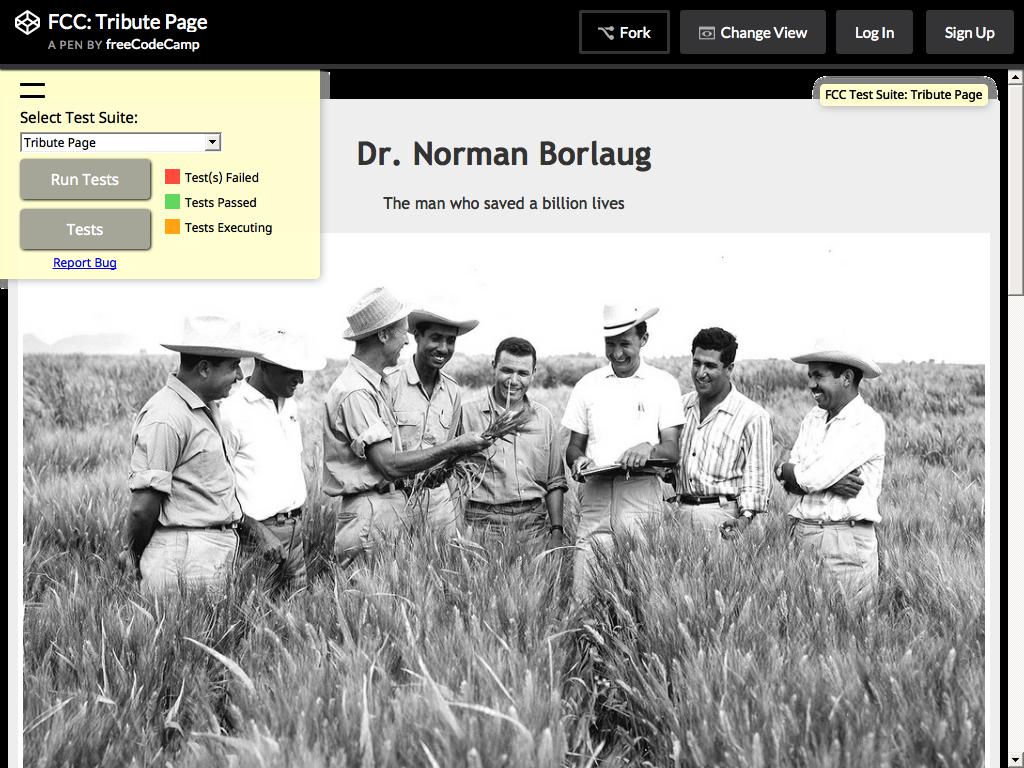 FCC: Tribute Page
A PEN BY freeCodeCamp
Fork
Change View
Log In
Sign Up
Select Test Suite:
Tribute Page
Run Tests
Tests
Report Bug
Test(s) Failed
Tests Passed
Tests Executing
FCC Test Suite: Tribute Page
Dr. Norman Borlaug
The man who saved a billion lives